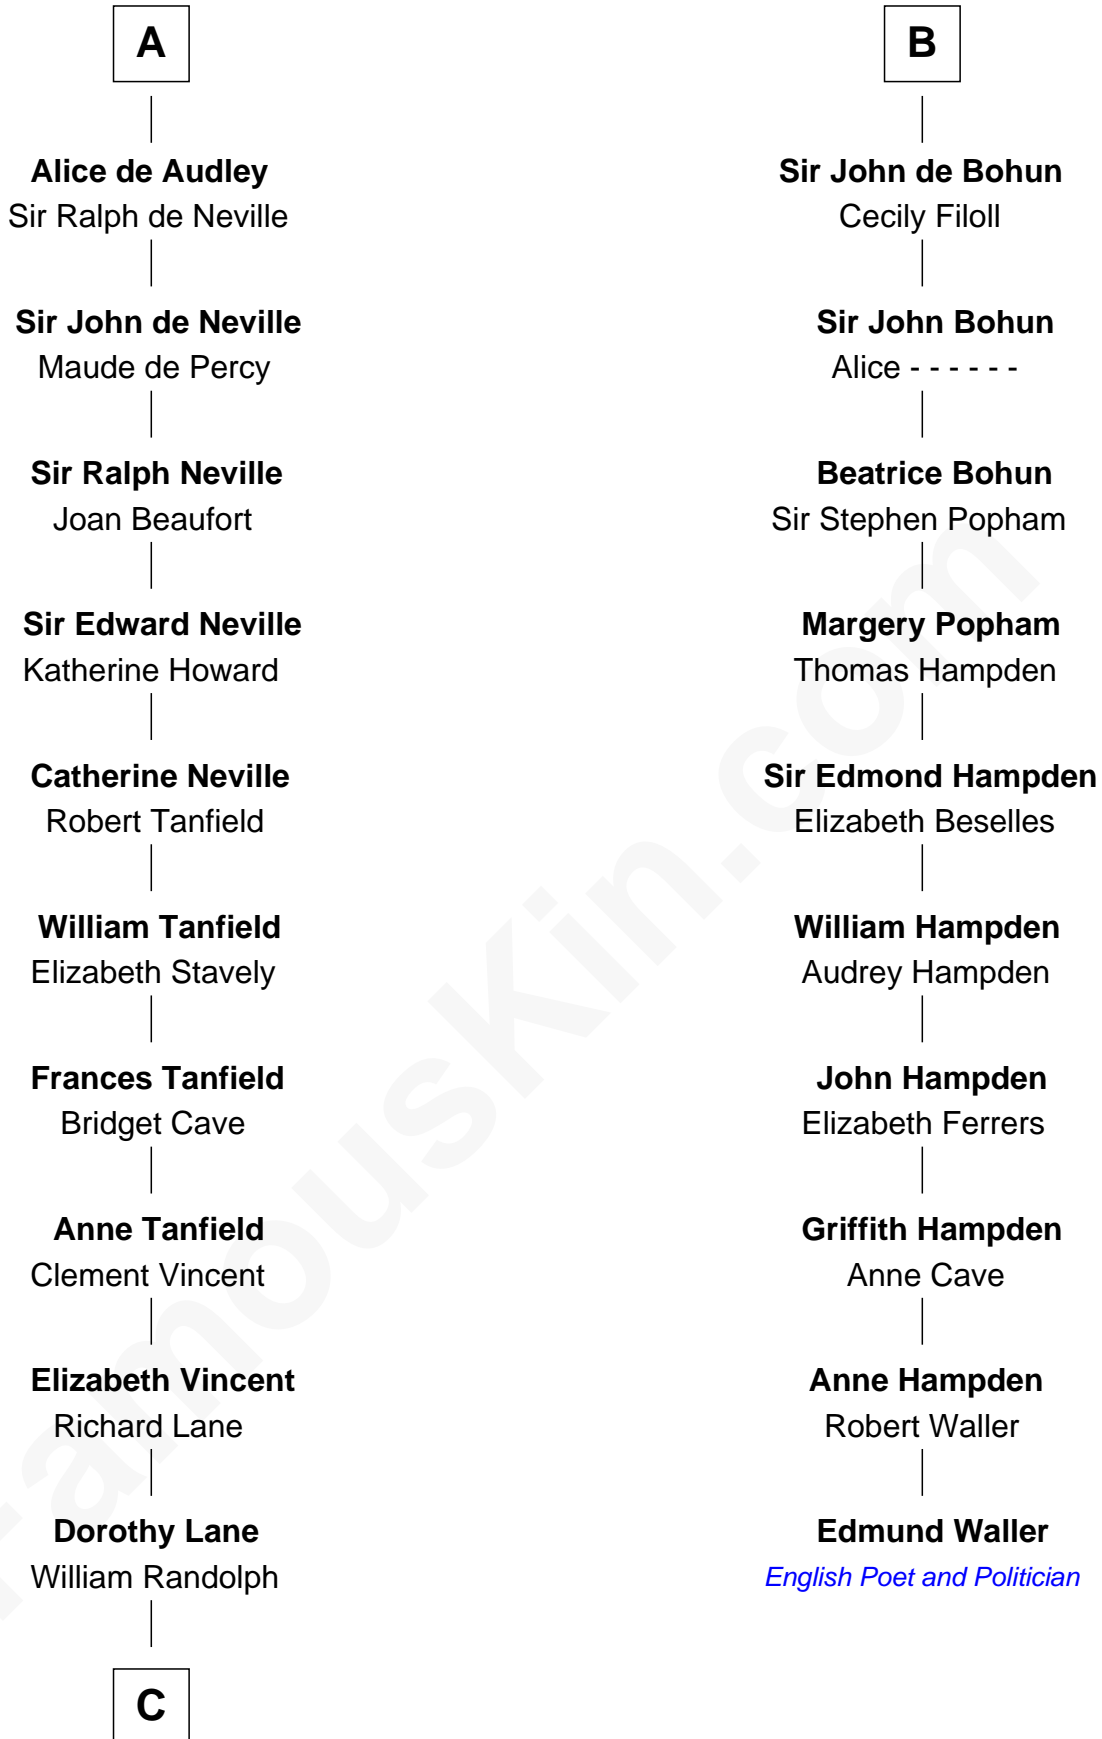 A
Alice de Audley
Sir Ralph de Neville
Sir John de Neville
Maude de Percy
Sir Ralph Neville
Joan Beaufort
Sir Edward Neville
Katherine Howard
Catherine Neville
Robert Tanfield
William Tanfield
Elizabeth Stavely
Frances Tanfield
Bridget Cave
Anne Tanfield
Clement Vincent
Elizabeth Vincent
Richard Lane
Dorothy Lane
William Randolph
C
B
Sir John de Bohun
Cecily Filoll
Sir John Bohun
Alice - - - - - -
Beatrice Bohun
Sir Stephen Popham
Margery Popham
Thomas Hampden
Sir Edmond Hampden
Elizabeth Beselles
William Hampden
Audrey Hampden
John Hampden
Elizabeth Ferrers
Griffith Hampden
Anne Cave
Anne Hampden
Robert Waller
Edmund Waller
English Poet and Politician
FamousKin.com